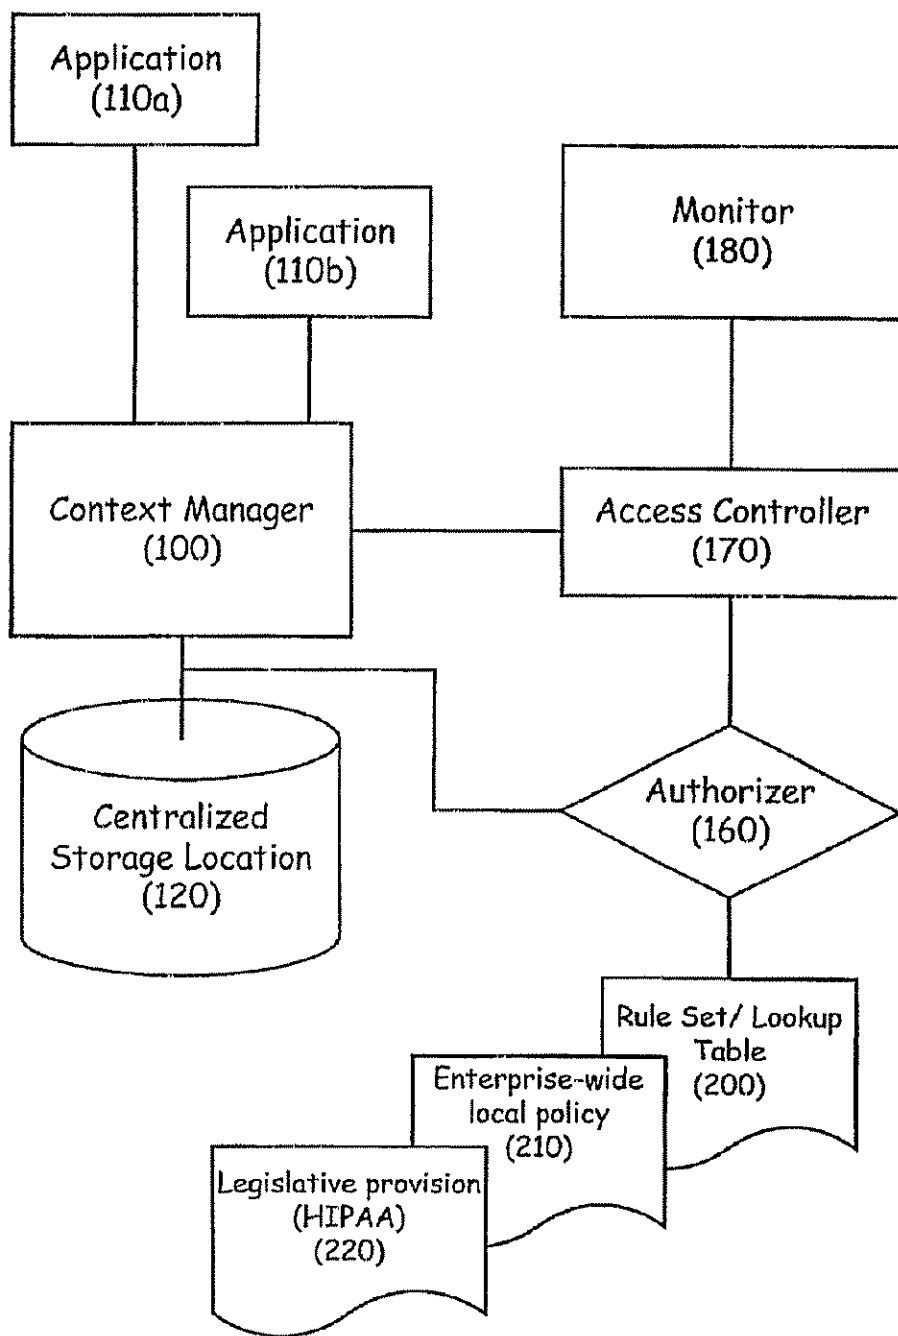 Application
(110a)
Application
(110b)
Monitor
(180)
Context Manager
(100)
Access Controller
(170)
Centralized
Storage Location
(120)
Authorizer
(160)
Rule Set/ Lookup
Table
(200)
Enterprise-wide
local policy
(210)
Legislative provision
(HIPAA)
(220)